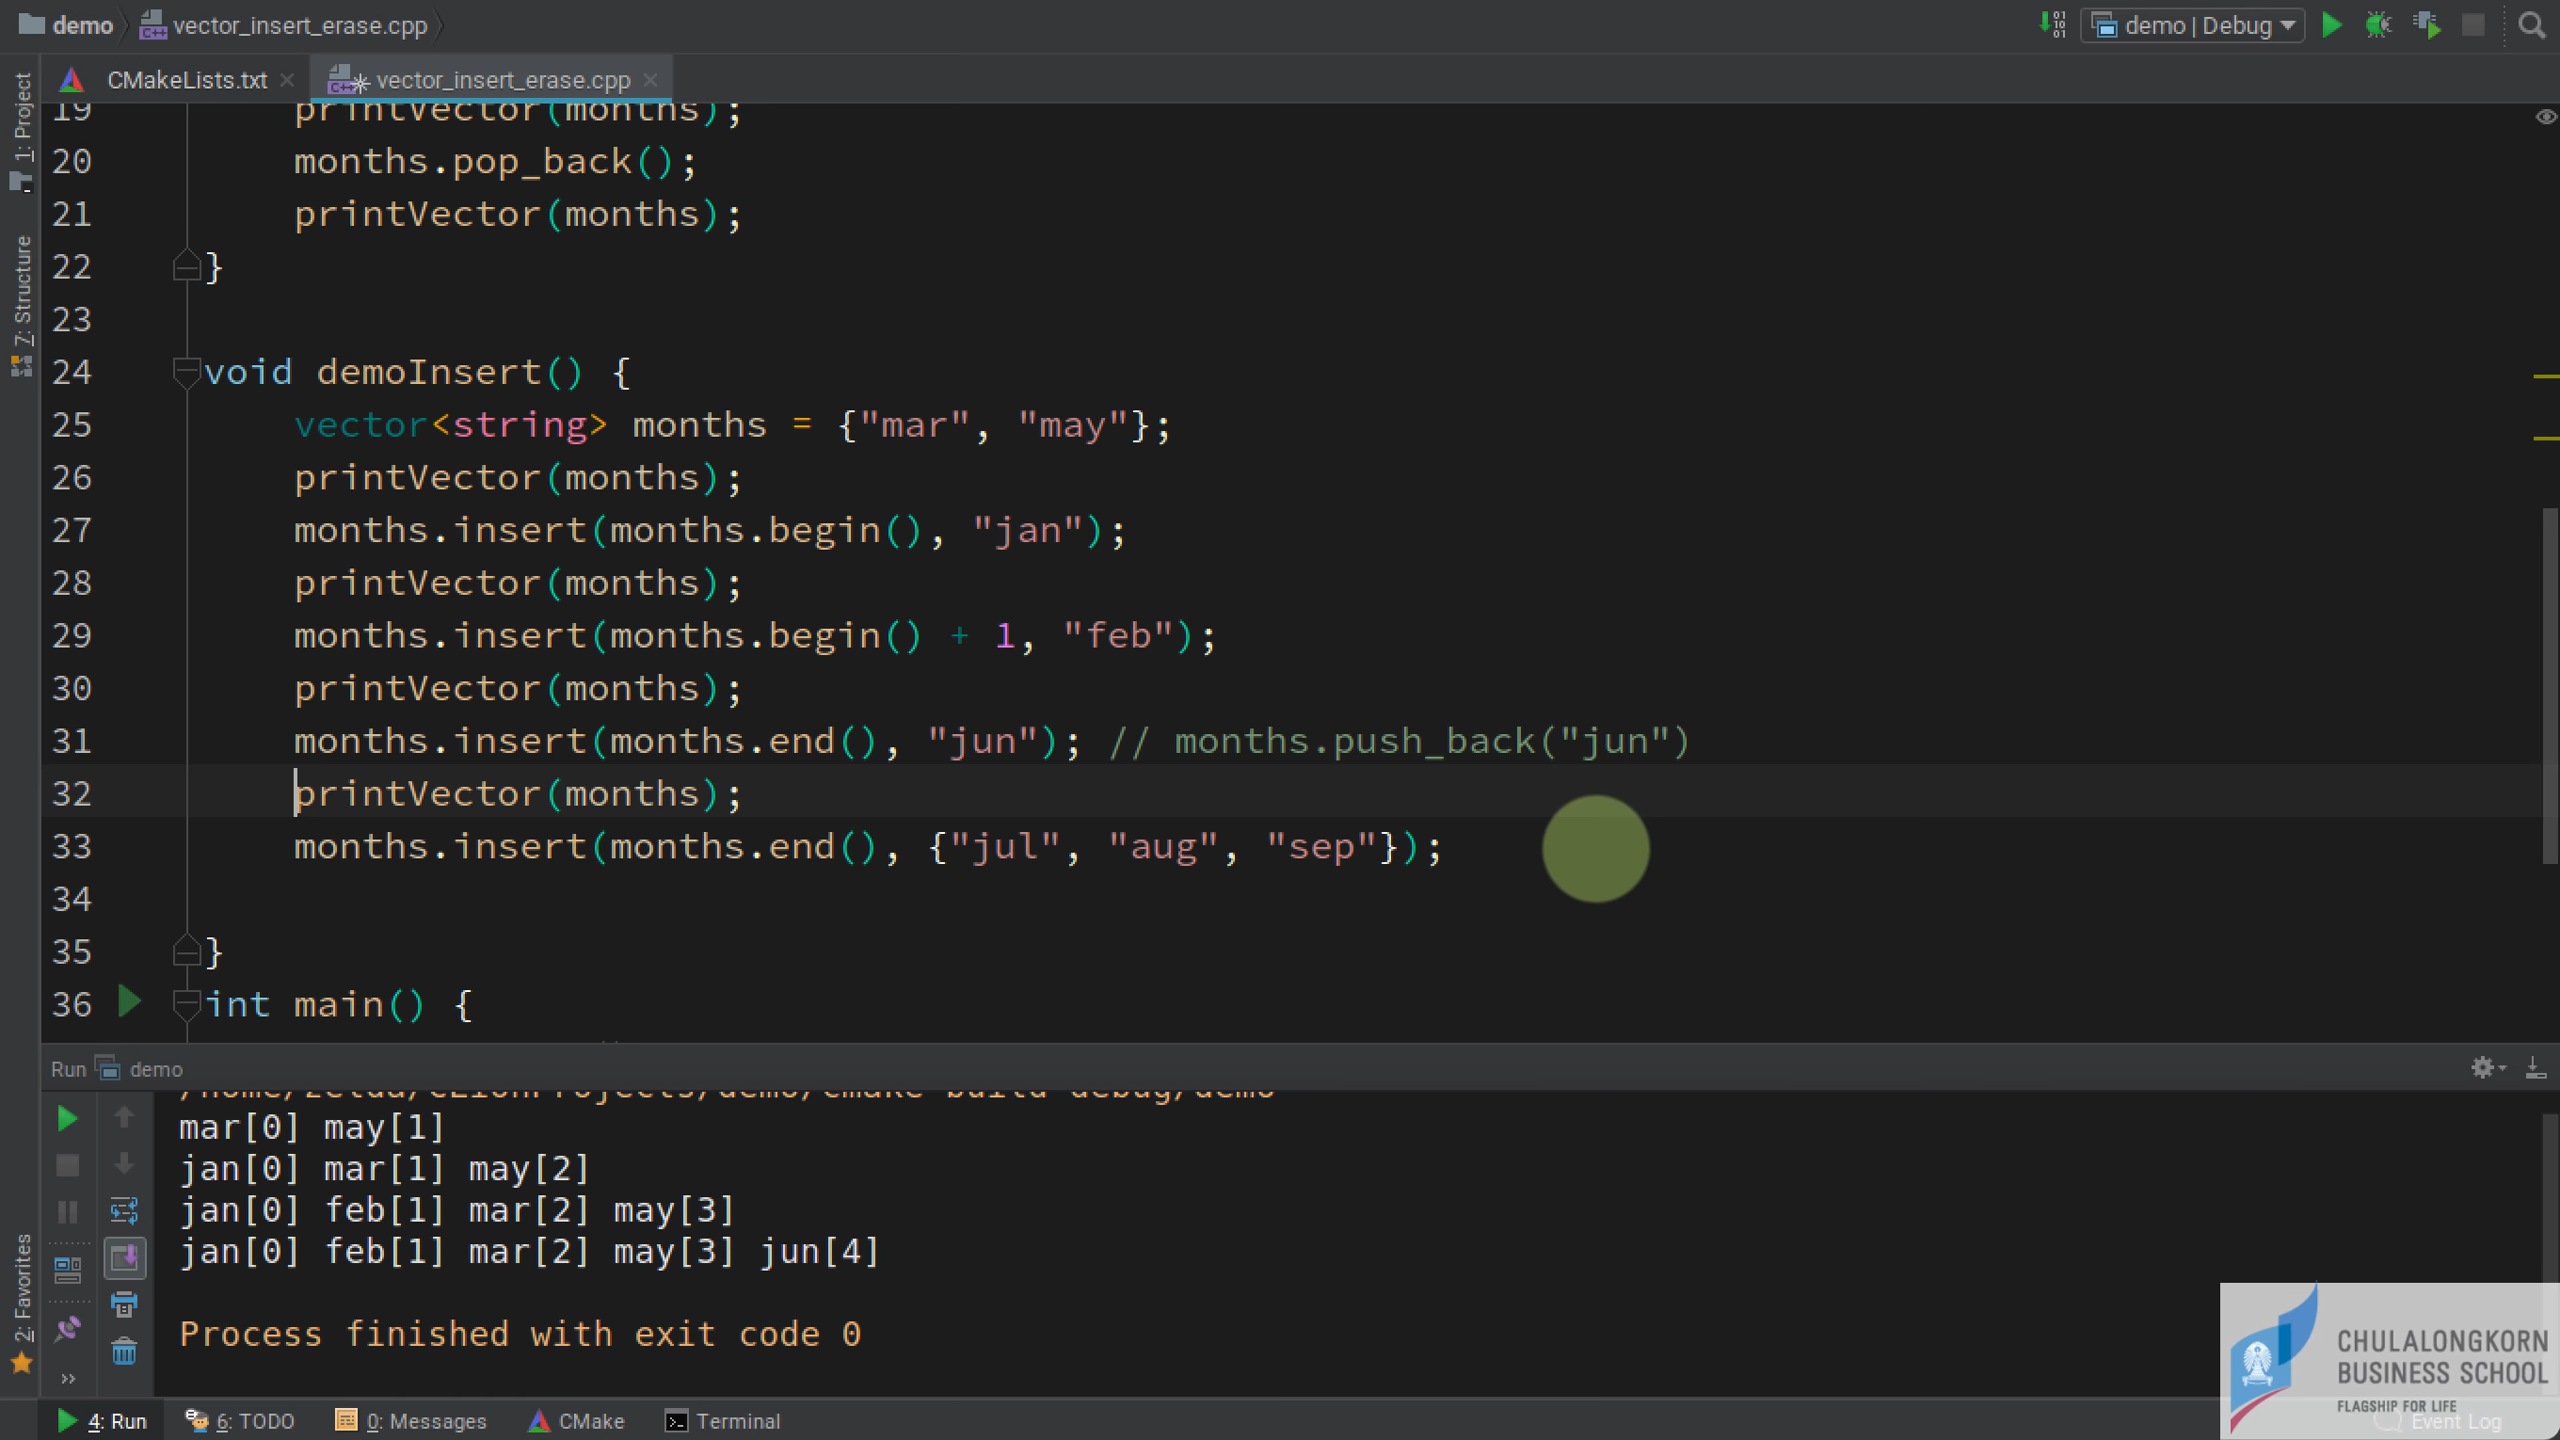 demo vector_insert_erase.cpp demo | Debug
CMakeLists.txt vector_insert_erase.cpp
1: Project
7: Structure
2: Favorites
19 printVector(months);
20 months.pop_back();
21 printVector(months);
22 }
23
24 void demoInsert() {
25 vector<string> months = {"mar", "may"};
26 printVector(months);
27 months.insert(months.begin(), "jan");
28 printVector(months);
29 months.insert(months.begin() + 1, "feb");
30 printVector(months);
31 months.insert(months.end(), "jun"); // months.push_back("jun")
32 printVector(months);
33 months.insert(months.end(), {"jul", "aug", "sep"});
34
35 }
36 int main() {
Run demo
/home/zelda/CLionProjects/demo/cmake-build-debug/demo
mar[0] may[1]
jan[0] mar[1] may[2]
jan[0] feb[1] mar[2] may[3]
jan[0] feb[1] mar[2] may[3] jun[4]
Process finished with exit code 0
CHULALONGKORN
BUSINESS SCHOOL
FLAGSHIP FOR LIFE
4: Run 6: TODO 0: Messages CMake Terminal Event Log